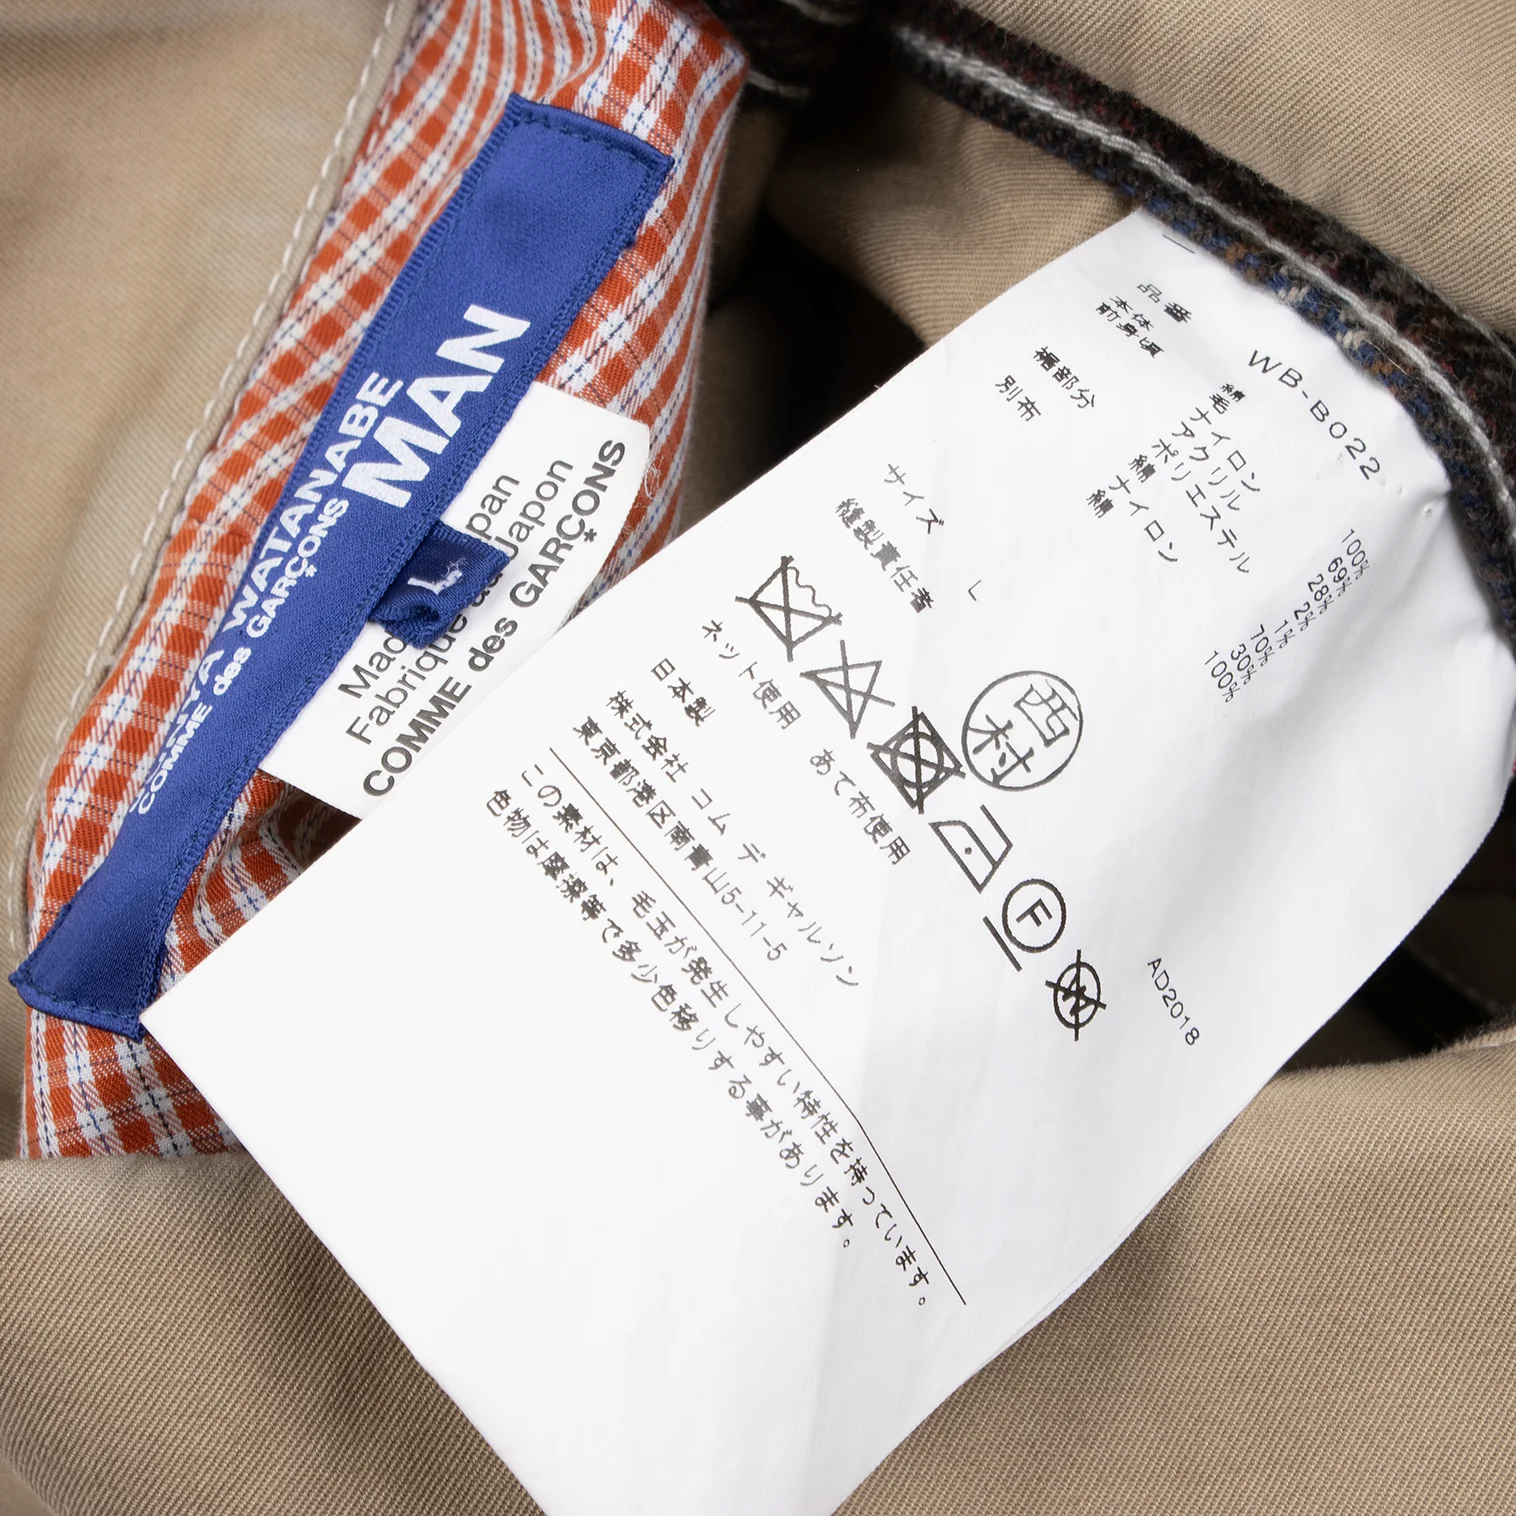 JUNYA WATANABE
COMME des GARÇONS
MAN
L
COMME des GARÇONS
品番 WB-B022
本体 綿 100%
前身頃 毛 69%
ナイロン 28%
アクリル 2%
ポリエステル 1%
裾部分 綿 ナイロン 70% 30%
別布 綿 100%
サイズ L
縫製責任者
西村
ネット使用 あて布使用
F
W
日本製
株式会社 コム デ ギャルソン
東京都港区南青山5-11-5
AD2018
この素材は、毛玉が発生しやすい特性を持っています。
色物は摩擦等で多少色移りする事があります。